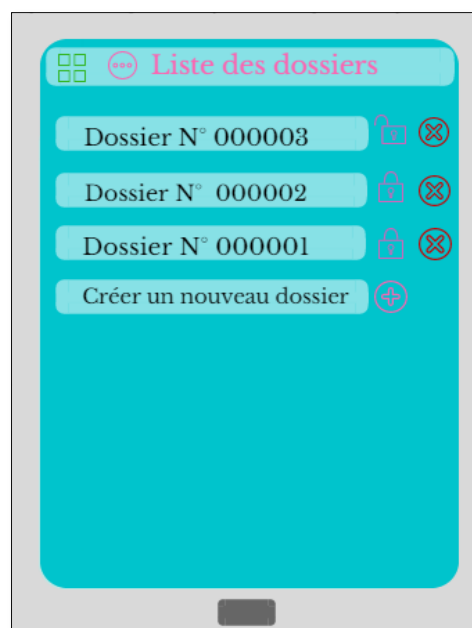 Liste des dossiers
Dossier N° 000003
Dossier N° 000002
Dossier N° 000001
Créer un nouveau dossier